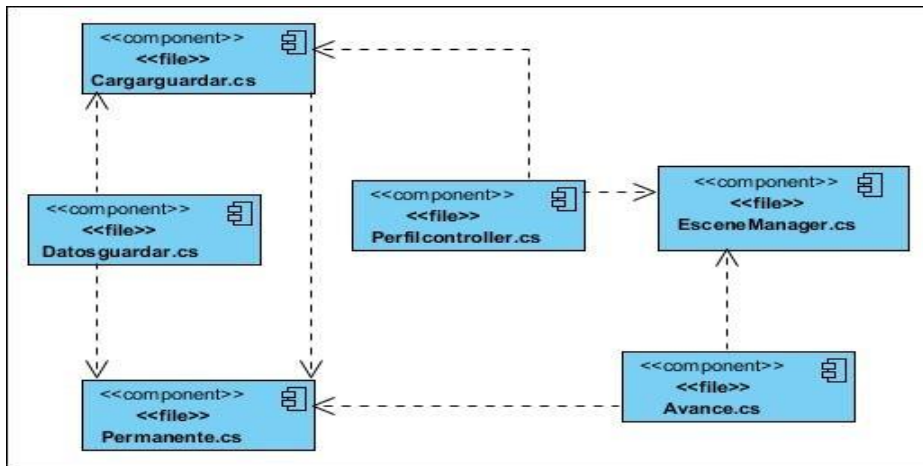 <<component>>
<<file>>
Cargarguardar.cs
<<component>>
<<file>>
Datosguardar.cs
<<component>>
<<file>>
Perfilcontroller.cs
<<component>>
<<file>>
EsceneManager.cs
<<component>>
<<file>>
Permanente.cs
<<component>>
<<file>>
Avance.cs